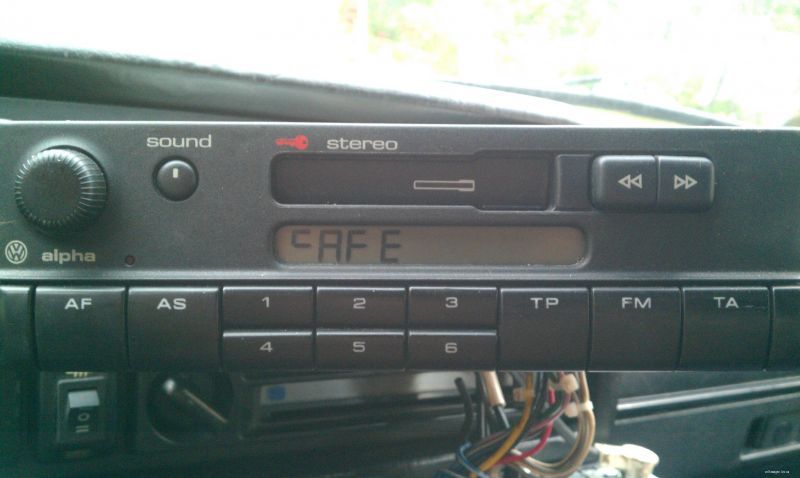 sound
stereo
alpha
SAFE
AF
AS
1
2
3
TP
FM
TA
4
5
6